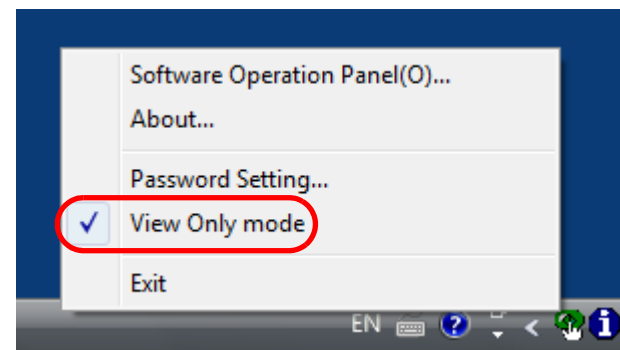 Software Operation Panel(O)...
About...
Password Setting...
View Only mode
Exit
EN